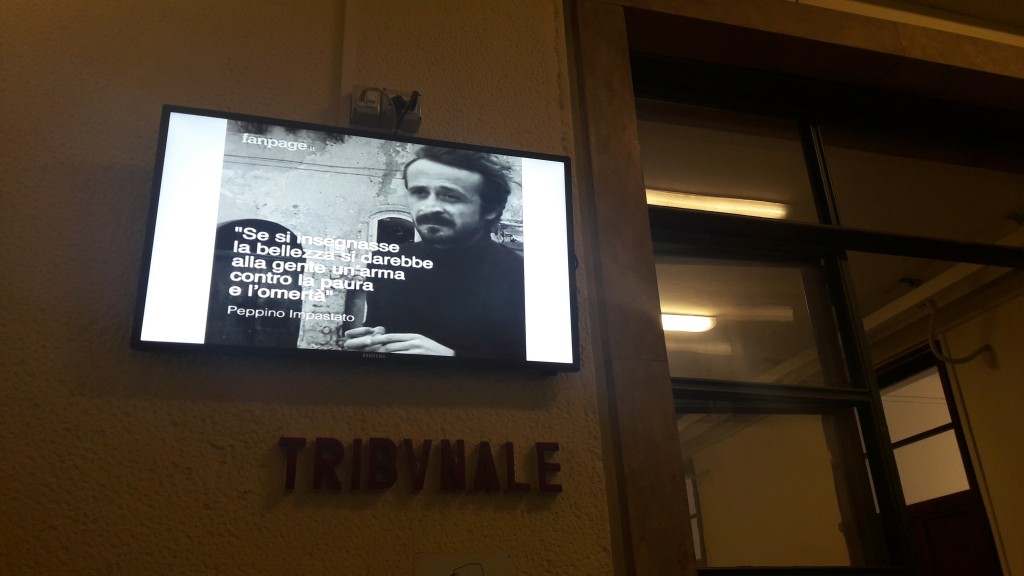 fanpage.it
"Se si insegnasse
la bellezza si darebbe
alla gente un'arma
contro la paura
e l'omertà"
Peppino Impastato
SAMSUNG
TRIBVNALE